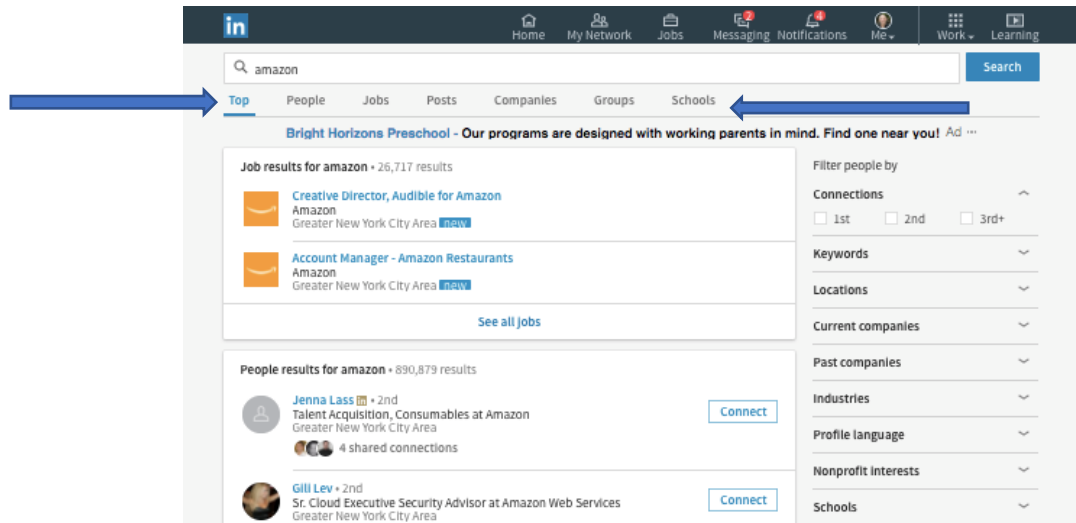 in
2
4
Home My Network Jobs Messaging Notifications Me Work Learning
amazon
Search
Top People Jobs Posts Companies Groups Schools
Bright Horizons Preschool - Our programs are designed with working parents in mind. Find one near you! Ad ···
Job results for amazon • 26,717 results
Creative Director, Audible for Amazon
Amazon
Greater New York City Area new
Account Manager - Amazon Restaurants
Amazon
Greater New York City Area new
See all jobs
People results for amazon • 890,879 results
Jenna Lass in • 2nd
Talent Acquisition, Consumables at Amazon
Greater New York City Area
4 shared connections
Connect
Gili Lev • 2nd
Sr. Cloud Executive Security Advisor at Amazon Web Services
Greater New York City Area
Connect
Filter people by
Connections
1st 2nd 3rd+
Keywords
Locations
Current companies
Past companies
Industries
Profile language
Nonprofit interests
Schools